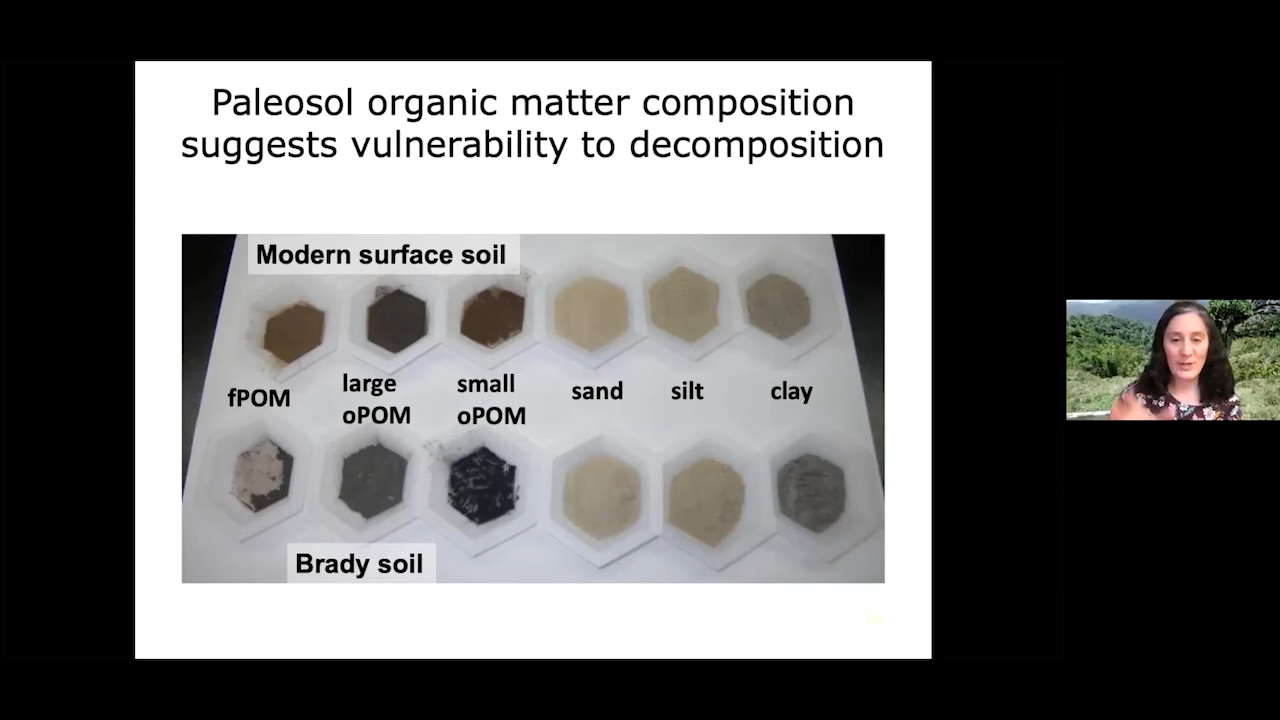 Paleosol organic matter composition
suggests vulnerability to decomposition
Modern surface soil
fPOM
large
oPOM
small
oPOM
sand
silt
clay
Brady soil